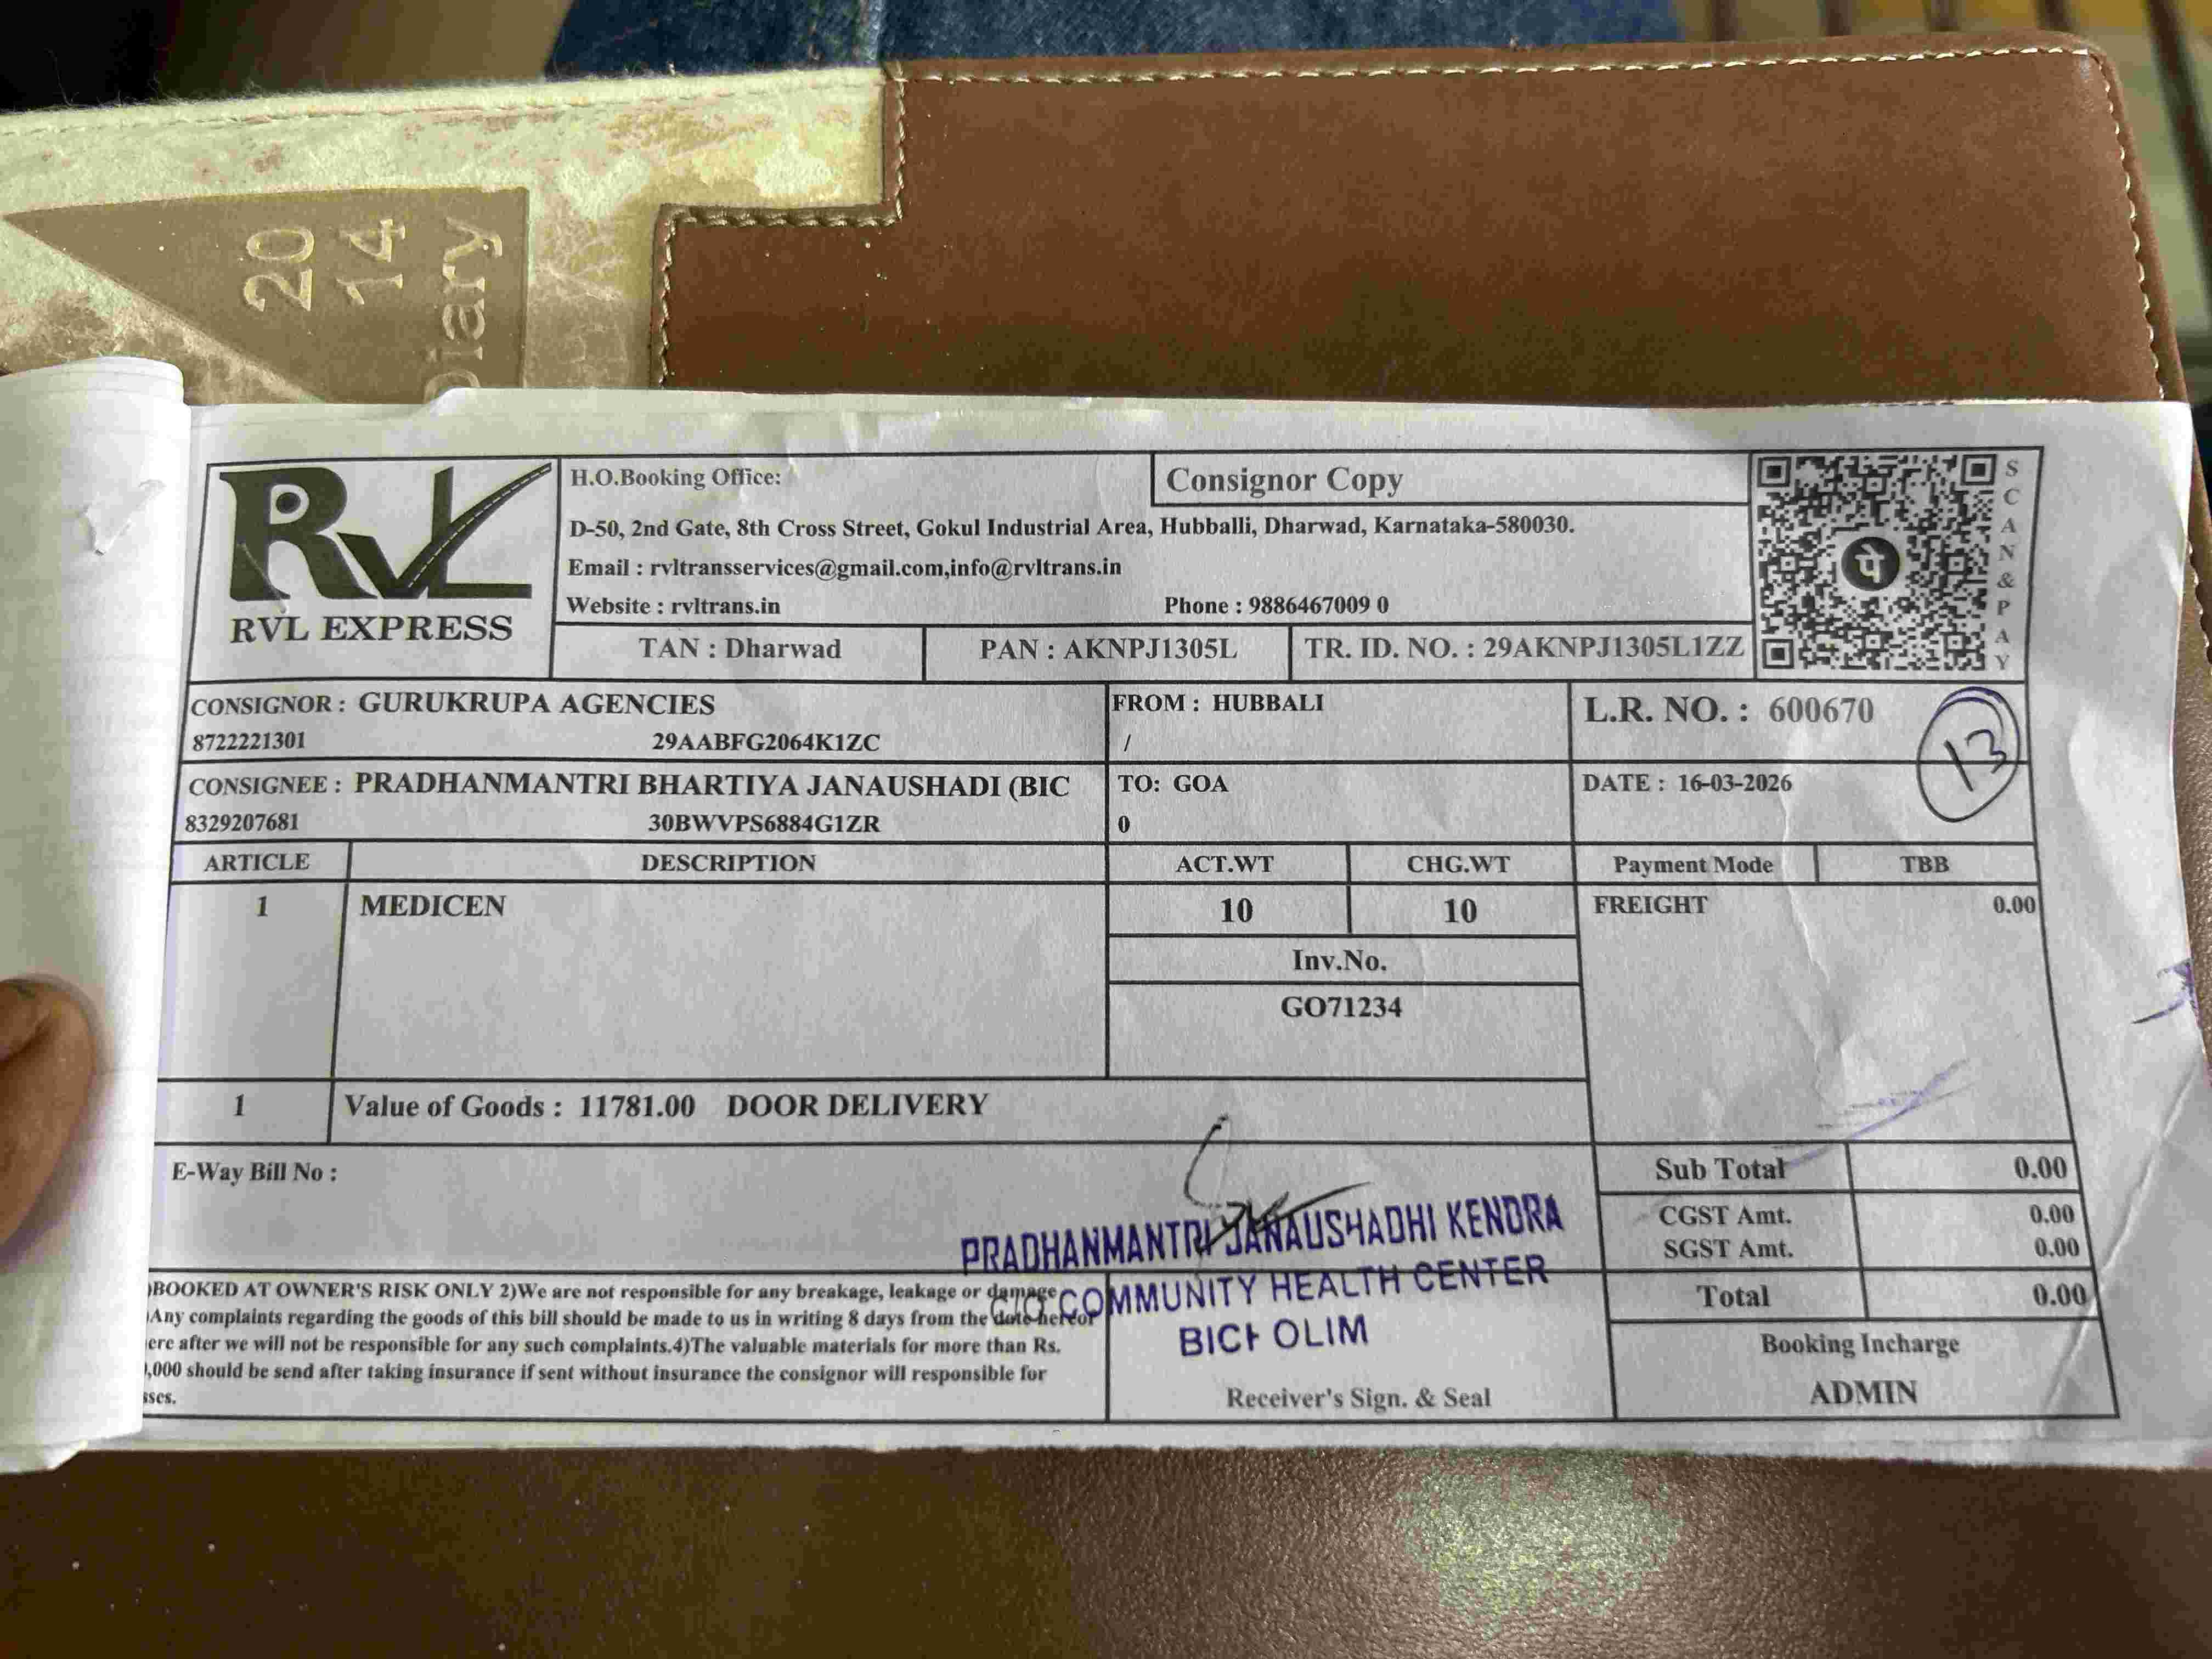 20
14
Diary
RVL
RVL EXPRESS
H.O.Booking Office:
Consignor Copy
D-50, 2nd Gate, 8th Cross Street, Gokul Industrial Area, Hubballi, Dharwad, Karnataka-580030.
Email : rvltransservices@gmail.com,info@rvltrans.in
Website : rvltrans.in Phone : 9886467009 0
TAN : Dharwad PAN : AKNPJ1305L TR. ID. NO. : 29AKNPJ1305L1ZZ
पे
SCAN&PAY
CONSIGNOR : GURUKRUPA AGENCIES FROM : HUBBALI L.R. NO. : 600670
8722221301 29AABFG2064K1ZC /
13
CONSIGNEE : PRADHANMANTRI BHARTIYA JANAUSHADI (BIC TO: GOA DATE : 16-03-2026
8329207681 30BWVPS6884G1ZR 0
ARTICLE DESCRIPTION ACT.WT CHG.WT Payment Mode TBB
1 MEDICEN 10 10 FREIGHT 0.00
Inv.No.
GO71234
1 Value of Goods : 11781.00 DOOR DELIVERY
E-Way Bill No :
Sub Total 0.00
CGST Amt. 0.00
SGST Amt. 0.00
Total 0.00
PRADHANMANTRI JANAUSHADHI KENDRA
COMMUNITY HEALTH CENTER
BICHOLIM
)BOOKED AT OWNER'S RISK ONLY 2)We are not responsible for any breakage, leakage or damage
)Any complaints regarding the goods of this bill should be made to us in writing 8 days from the date hereof
ere after we will not be responsible for any such complaints.4)The valuable materials for more than Rs.
,000 should be send after taking insurance if sent without insurance the consignor will responsible for
sses.
Receiver's Sign. & Seal
Booking Incharge
ADMIN